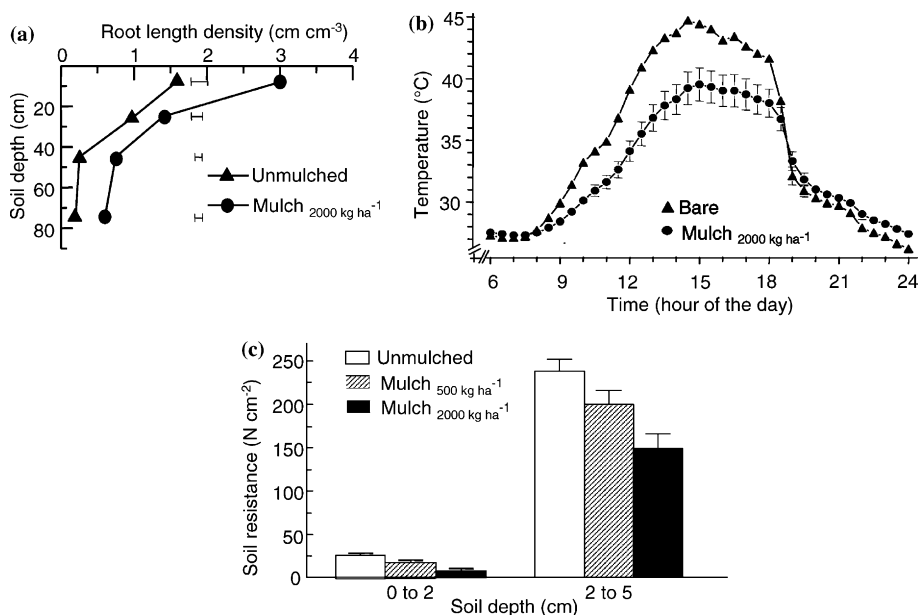 (a)
Root length density (cm cm⁻³)
0 1 2 3 4
Soil depth (cm)
20
40
60
80
Unmulched
Mulch 2000 kg ha⁻¹
(b)
Temperature (°C)
45
40
35
30
Bare
Mulch 2000 kg ha⁻¹
6 9 12 15 18 21 24
Time (hour of the day)
(c)
Soil resistance (N cm⁻²)
250
200
150
100
50
0
Unmulched
Mulch 500 kg ha⁻¹
Mulch 2000 kg ha⁻¹
0 to 2 2 to 5
Soil depth (cm)